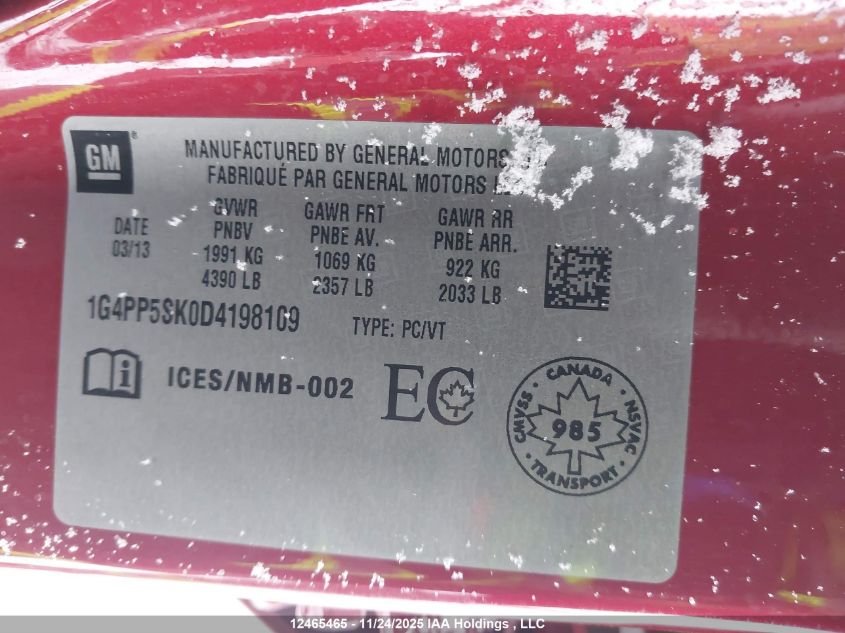 GM ®
MANUFACTURED BY GENERAL MOTORS
FABRIQUÉ PAR GENERAL MOTORS
DATE
03/13
GVWR
PNBV
1991 KG
4390 LB
GAWR FRT
PNBE AV.
1069 KG
2357 LB
GAWR RR
PNBE ARR.
922 KG
2033 LB
1G4PP5SK0D4198109
TYPE: PC/VT
ICES/NMB-002
EC
CANADA
CMVSS
985
NSVAC
TRANSPORT
12465465 - 11/24/2025 IAA Holdings , LLC